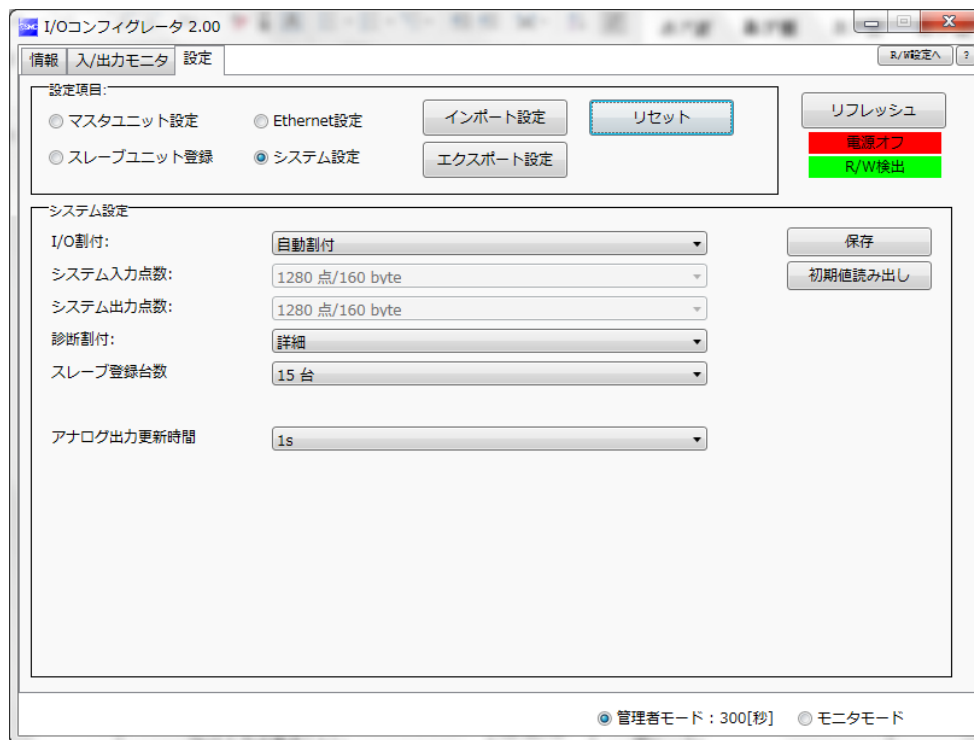 I/Oコンフィグレータ 2.00
情報 入/出力モニタ 設定 R/W設定へ ?
設定項目:
マスタユニット設定 Ethernet設定 インポート設定 リセット リフレッシュ
電源オフ
スレーブユニット登録 システム設定 エクスポート設定 R/W検出
システム設定
I/O割付: 自動割付 保存
システム入力点数: 1280 点/160 byte 初期値読み出し
システム出力点数: 1280 点/160 byte
診断割付: 詳細
スレーブ登録台数 15 台
アナログ出力更新時間 1s
管理者モード : 300[秒] モニタモード